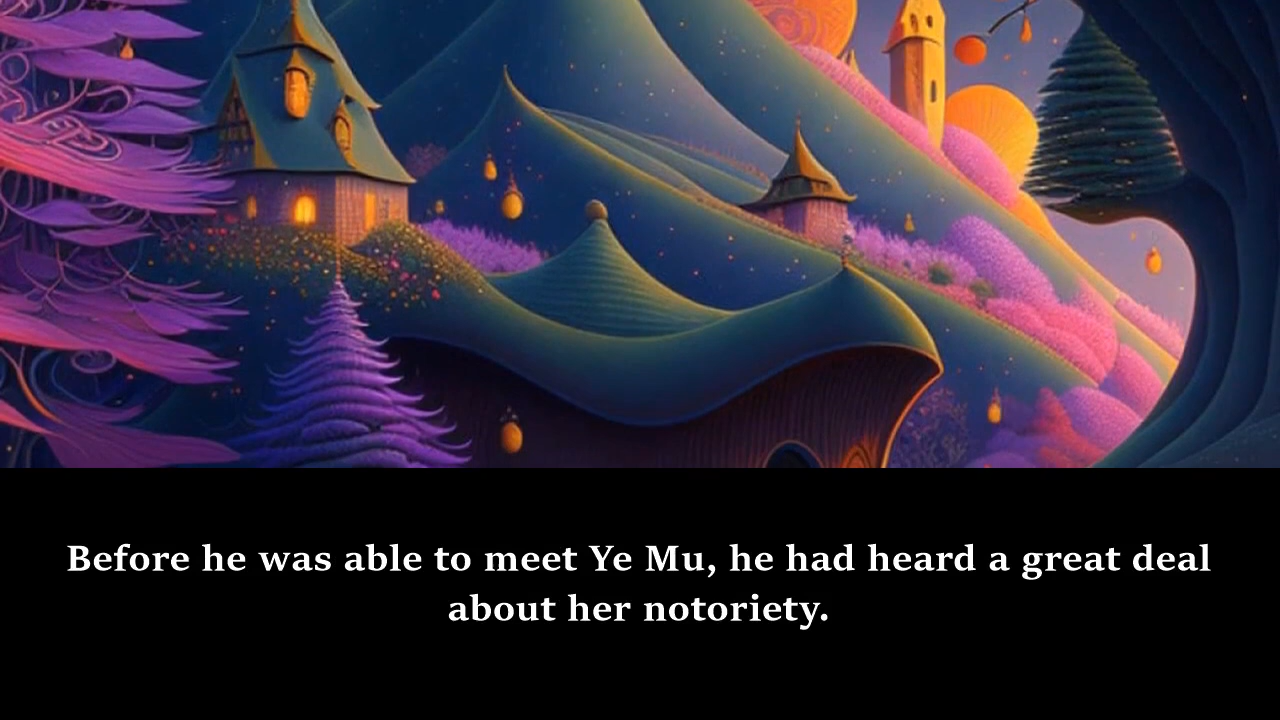 Before he was able to meet Ye Mu, he had heard a great deal
about her notoriety.